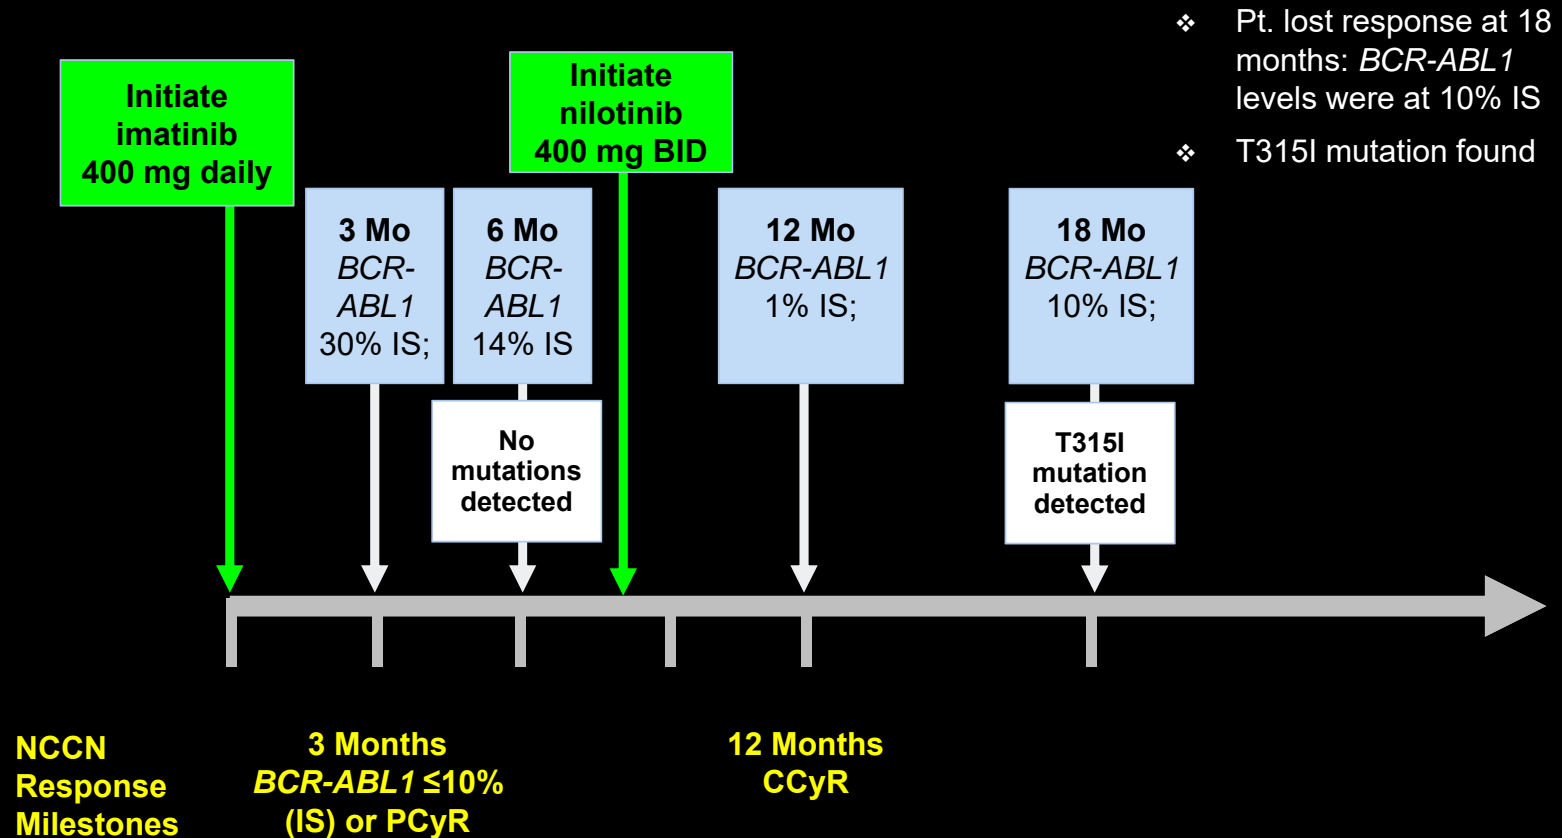 ❖ Pt. lost response at 18
months: BCR-ABL1
levels were at 10% IS
❖ T315I mutation found
Initiate
imatinib
400 mg daily
Initiate
nilotinib
400 mg BID
3 Mo
BCR-
ABL1
30% IS;
6 Mo
BCR-
ABL1
14% IS
12 Mo
BCR-ABL1
1% IS;
18 Mo
BCR-ABL1
10% IS;
No
mutations
detected
T315I
mutation
detected
NCCN
Response
Milestones
3 Months
BCR-ABL1 ≤10%
(IS) or PCyR
12 Months
CCyR